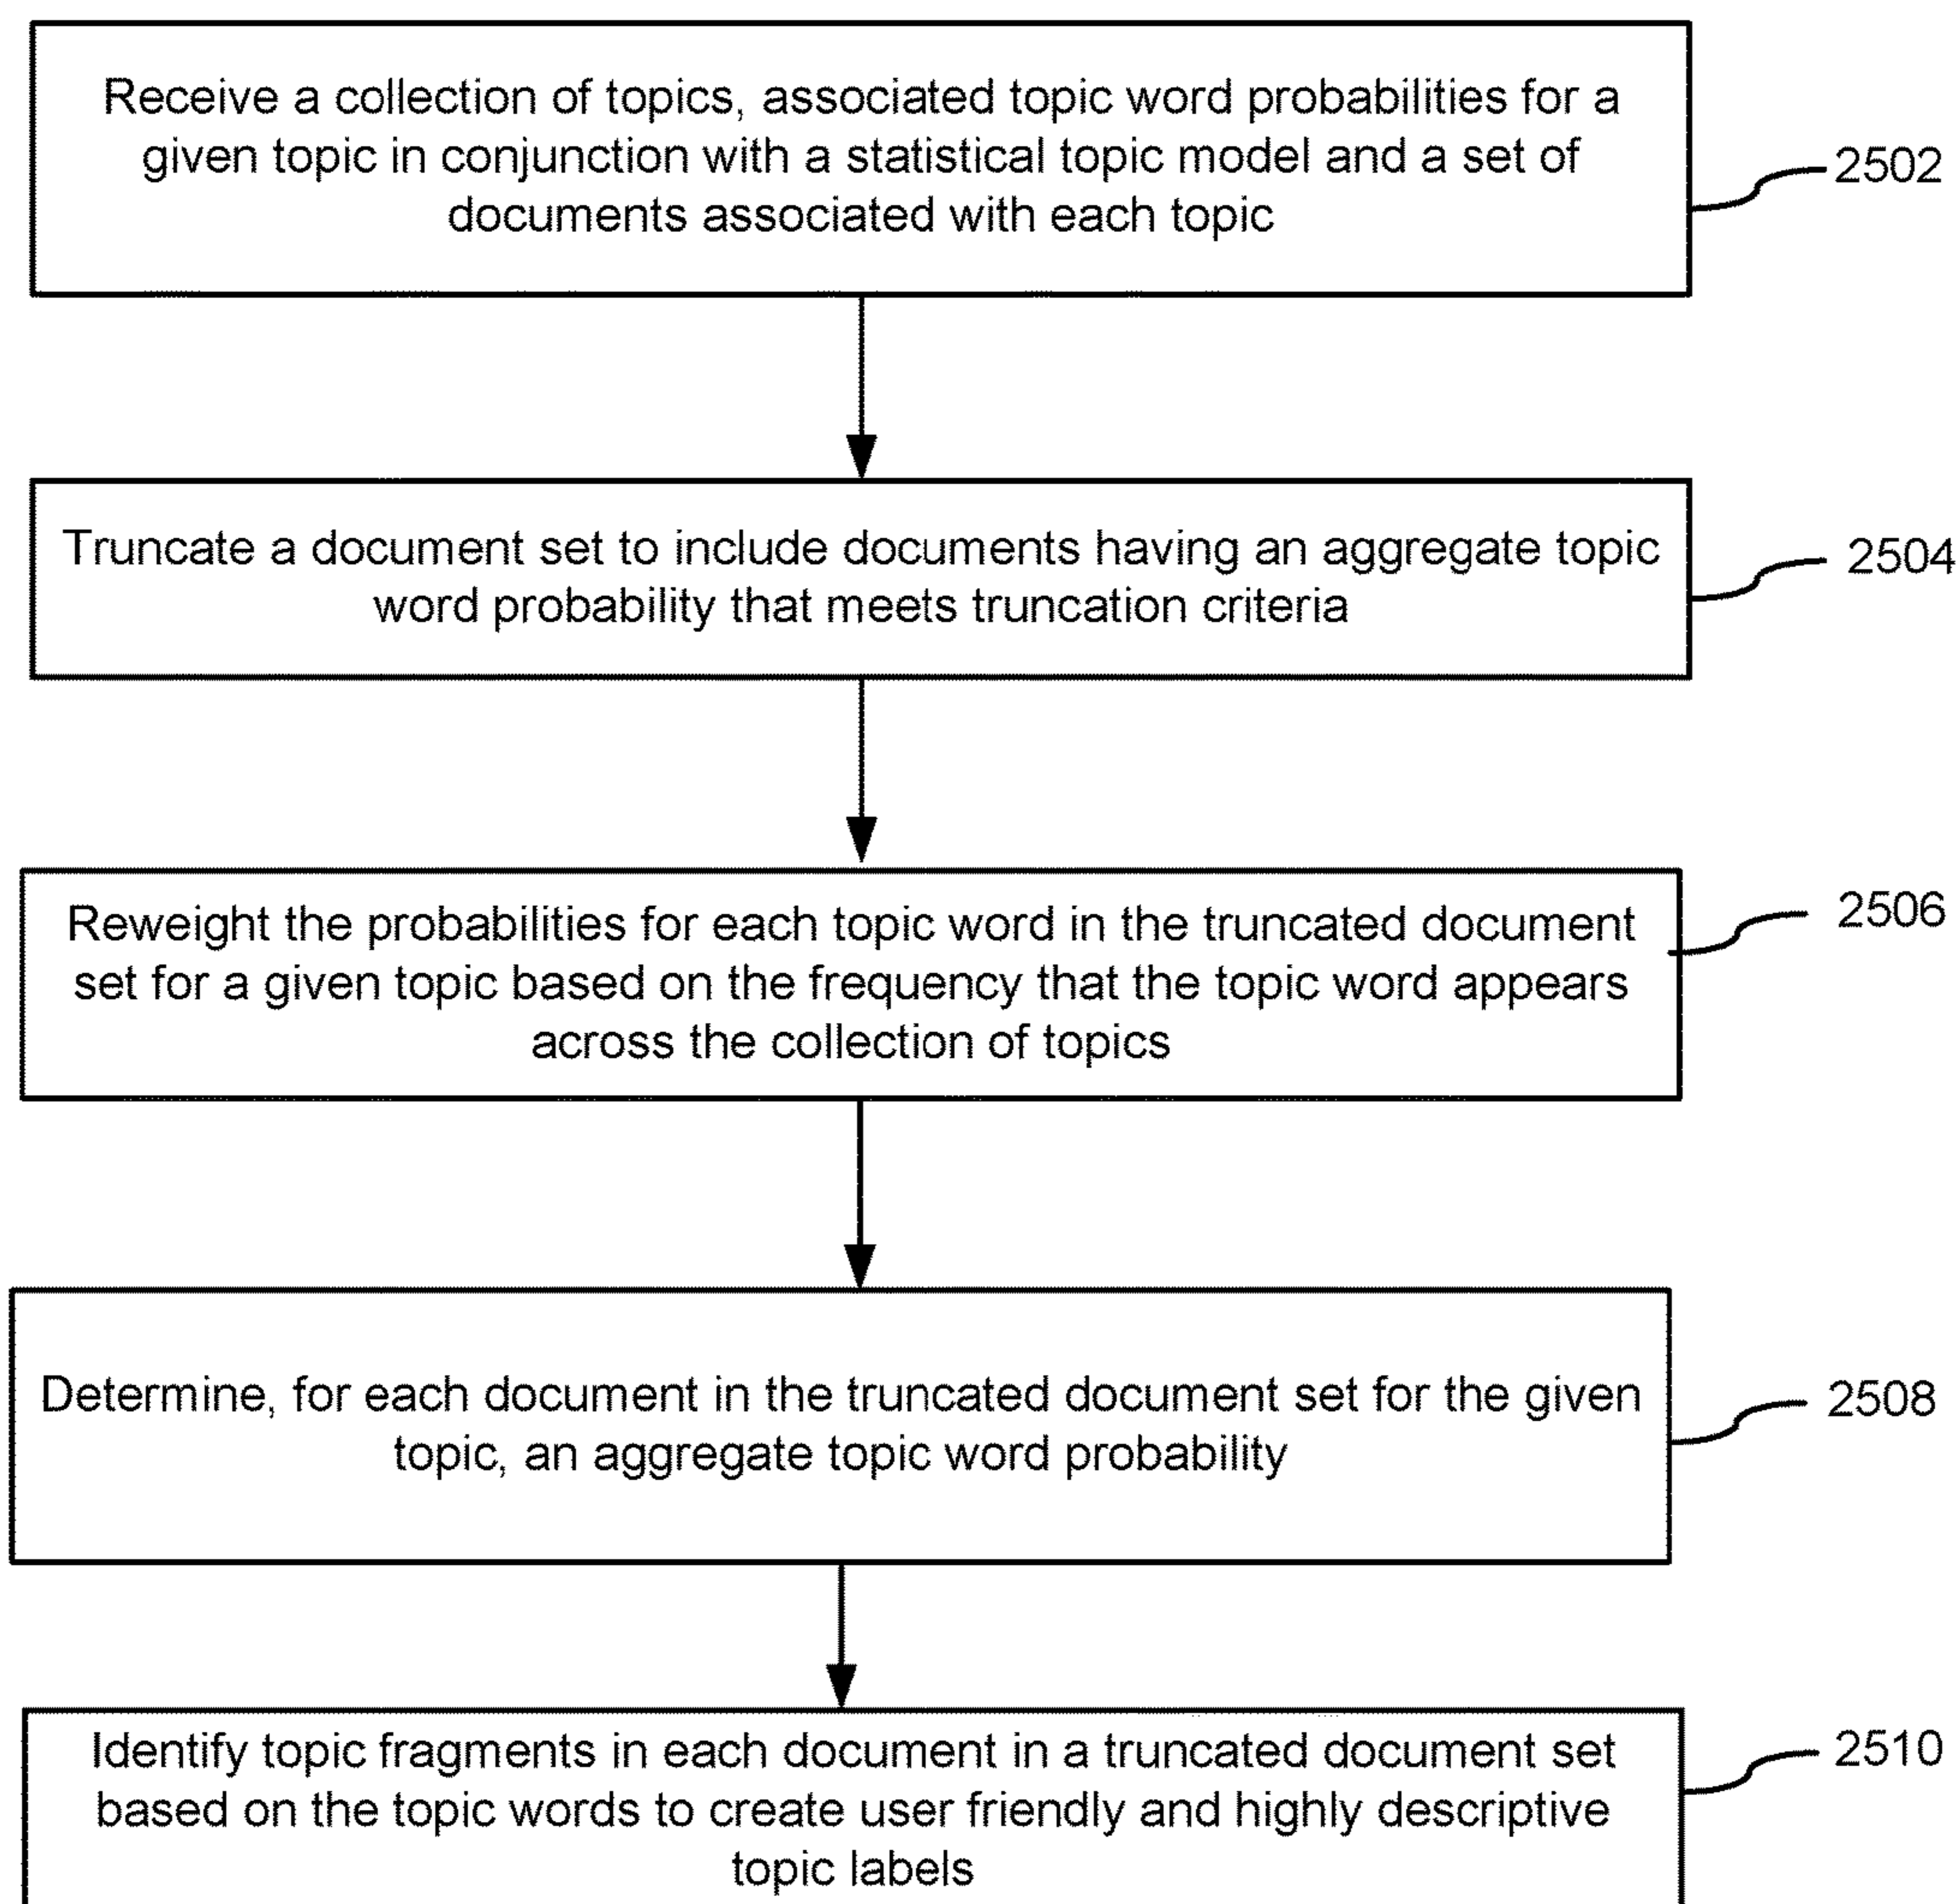 Receive a collection of topics, associated topic word probabilities for a
given topic in conjunction with a statistical topic model and a set of
documents associated with each topic
2502
Truncate a document set to include documents having an aggregate topic
word probability that meets truncation criteria
2504
Reweight the probabilities for each topic word in the truncated document
set for a given topic based on the frequency that the topic word appears
across the collection of topics
2506
Determine, for each document in the truncated document set for the given
topic, an aggregate topic word probability
2508
Identify topic fragments in each document in a truncated document set
based on the topic words to create user friendly and highly descriptive
topic labels
2510